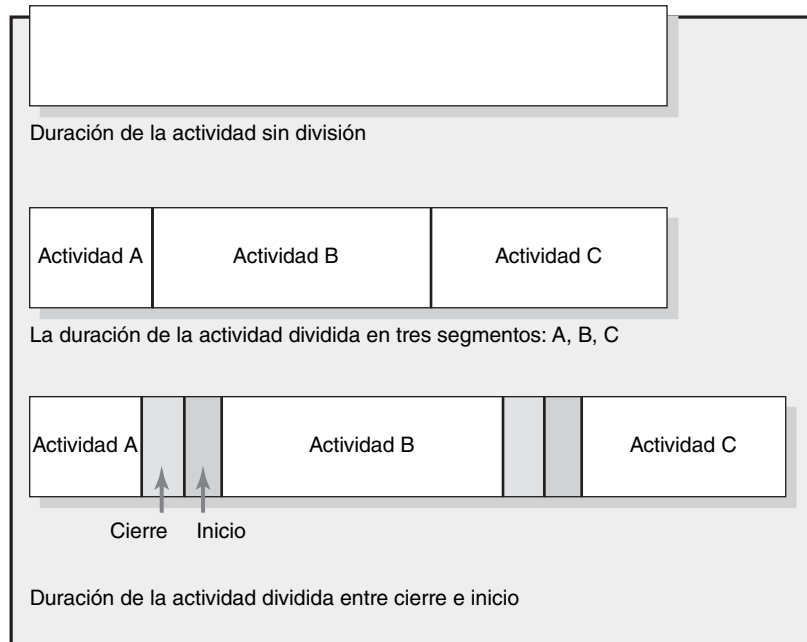 Duración de la actividad sin división
Actividad A Actividad B Actividad C
La duración de la actividad dividida en tres segmentos: A, B, C
Actividad A Actividad B Actividad C
Cierre Inicio
Duración de la actividad dividida entre cierre e inicio